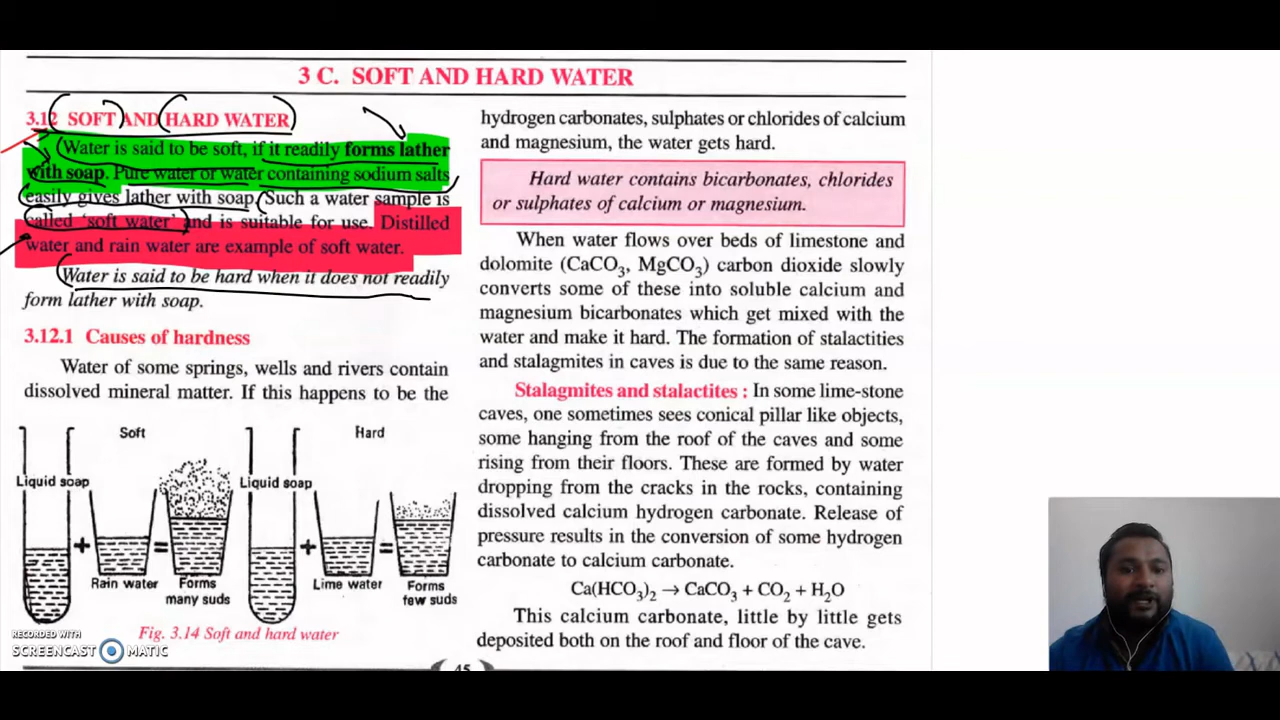 3 C. SOFT AND HARD WATER
3.12 SOFT AND HARD WATER
Water is said to be soft, if it readily forms lather
with soap. Pure water or water containing sodium salts
easily gives lather with soap. Such a water sample is
called 'soft water' and is suitable for use. Distilled
water and rain water are example of soft water.
Water is said to be hard when it does not readily
form lather with soap.
3.12.1 Causes of hardness
Water of some springs, wells and rivers contain
dissolved mineral matter. If this happens to be the
Soft
Hard
Liquid soap
Liquid soap
+
=
+
=
Rain water
Forms
many suds
Lime water
Forms
few suds
Fig. 3.14 Soft and hard water
hydrogen carbonates, sulphates or chlorides of calcium
and magnesium, the water gets hard.
Hard water contains bicarbonates, chlorides
or sulphates of calcium or magnesium.
When water flows over beds of limestone and
dolomite (CaCO₃, MgCO₃) carbon dioxide slowly
converts some of these into soluble calcium and
magnesium bicarbonates which get mixed with the
water and make it hard. The formation of stalactities
and stalagmites in caves is due to the same reason.
Stalagmites and stalactites : In some lime-stone
caves, one sometimes sees conical pillar like objects,
some hanging from the roof of the caves and some
rising from their floors. These are formed by water
dropping from the cracks in the rocks, containing
dissolved calcium hydrogen carbonate. Release of
pressure results in the conversion of some hydrogen
carbonate to calcium carbonate.
Ca(HCO₃)₂ → CaCO₃ + CO₂ + H₂O
This calcium carbonate, little by little gets
deposited both on the roof and floor of the cave.
45
RECORDED WITH
SCREENCAST MATIC